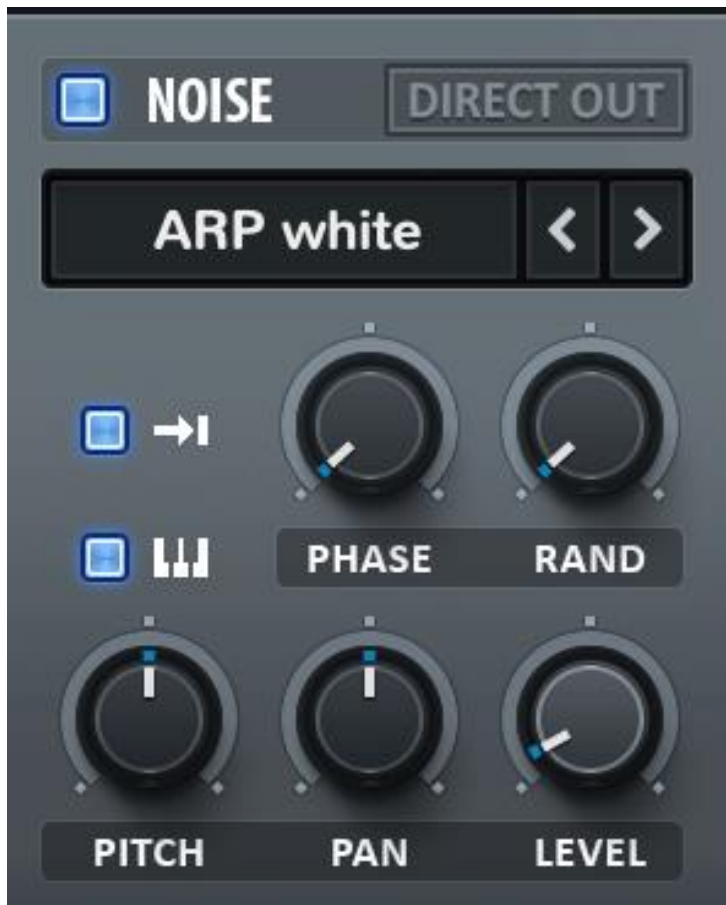 NOISE DIRECT OUT
ARP white < >
PHASE RAND
PITCH PAN LEVEL